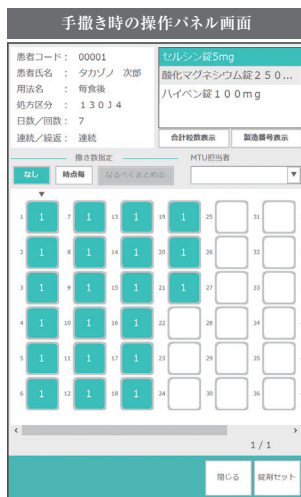 手撒き時の操作パネル画面
患者コード： 00001
患者氏名 ： タカゾノ 次郎
用法名 ： 毎食後
処方区分 ： 13014
日数／回数： 7
連続／繰返： 連続
セルシン錠5mg
酸化マグネシウム錠２５０...
ハイペン錠１００ｍｇ
合計粒数表示 製造番号表示
撒き数指定 MTU担当者
なし 時点毎 なるべくまとめる
1 1 7 1 13 1 19 1 25 31
2 1 8 1 14 1 20 1 26 32
3 1 9 1 15 1 21 1 27 33
4 1 10 1 16 1 22 28 34
5 1 11 1 17 1 23 29 35
6 1 12 1 18 1 24 30 36
1 / 1
閉じる 錠剤セット